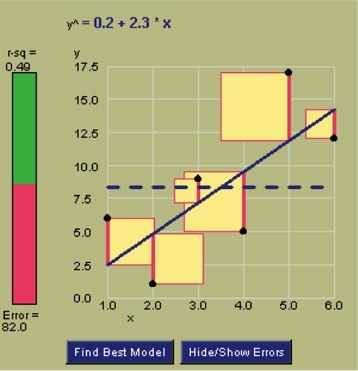 y^ = 0.2 + 2.3 * x
r-sq =
0.49
y
17.5
15.0
12.5
10.0
7.5
5.0
2.5
0.0
1.0 2.0 3.0 4.0 5.0 6.0
x
Error =
82.0
Find Best Model Hide/Show Errors